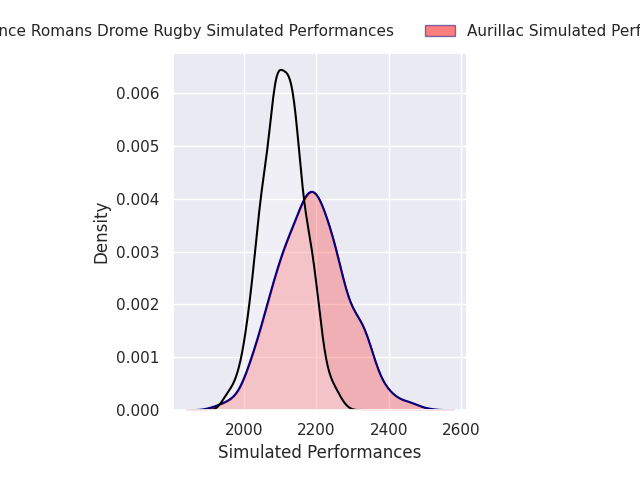 nce Romans Drome Rugby Simulated Performances
Aurillac Simulated Perf
0.006
0.005
0.004
0.003
0.002
0.001
0.000
Density
2000 2200 2400 2600
Simulated Performances